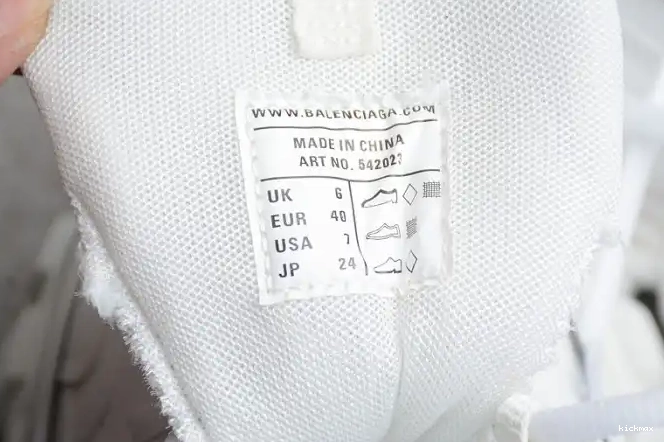 WWW.BALENCIAGA.COM
MADE IN CHINA
ART NO. 542023
UK 6
EUR 40
USA 7
JP 24
kickmax